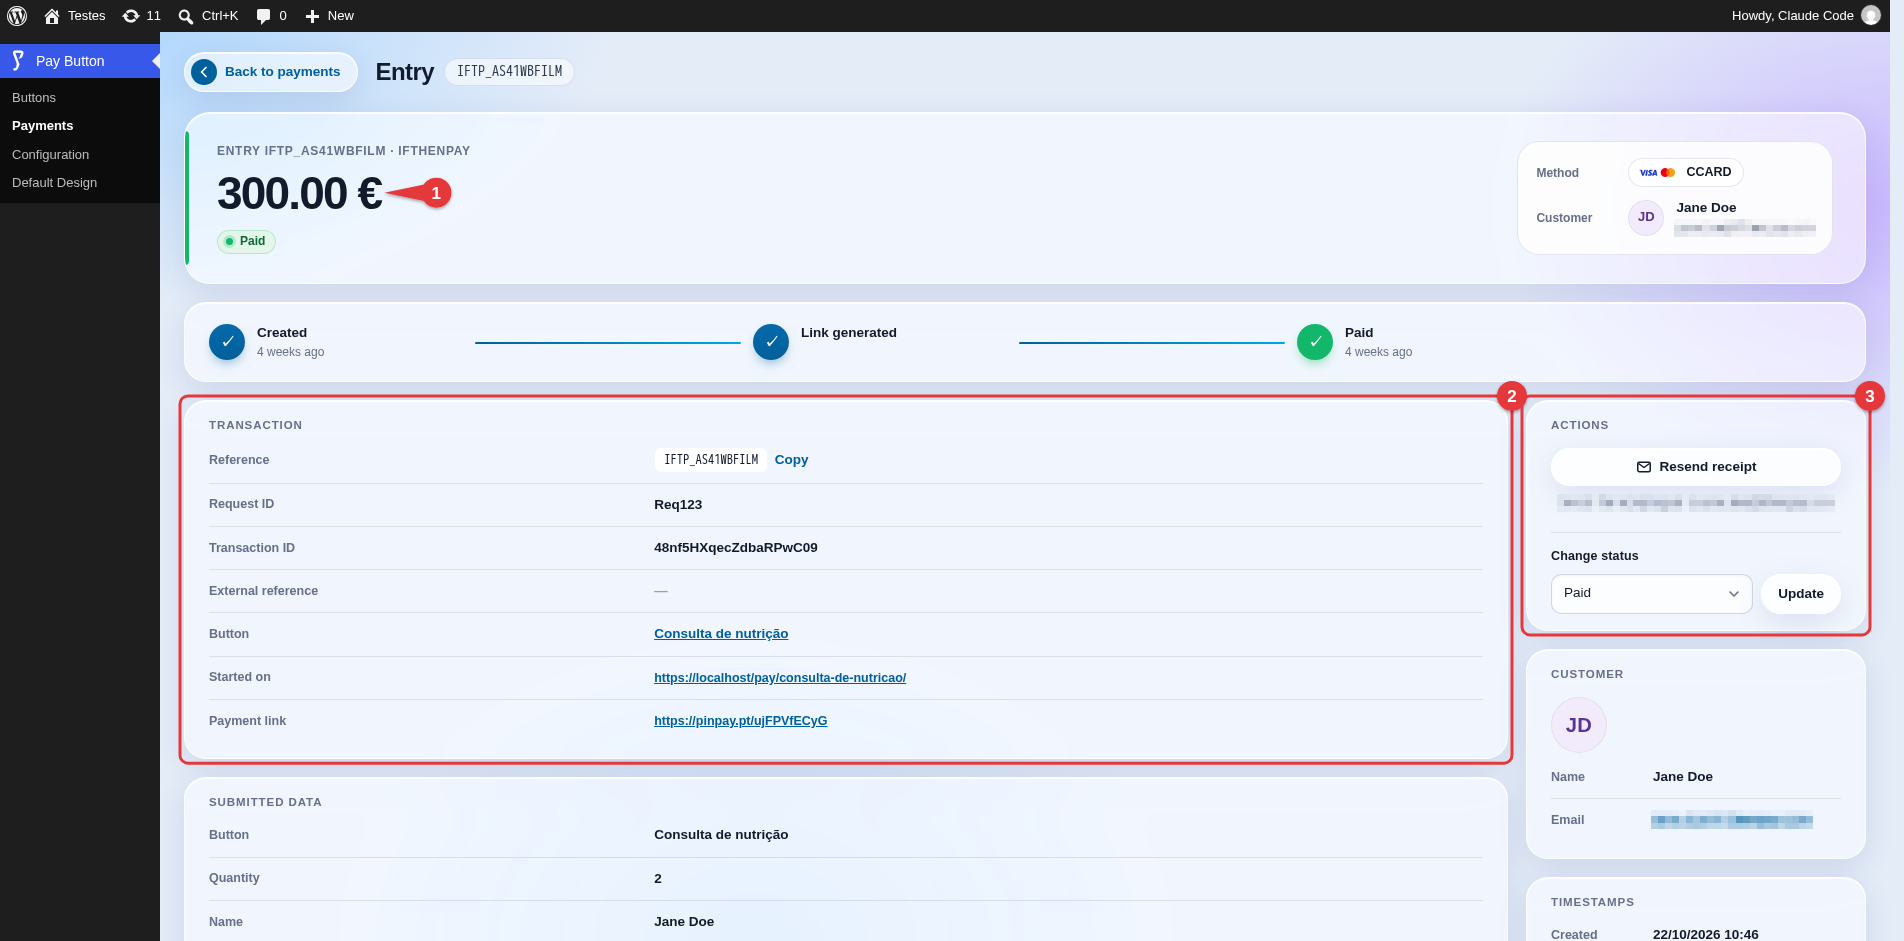 Testes 11 Ctrl+K 0 New
Howdy, Claude Code
Pay Button
Buttons
Payments
Configuration
Default Design
Back to payments
Entry IFTP_AS41WBFILM
ENTRY IFTP_AS41WBFILM · IFTHENPAY
300.00 €
1
Paid
Method VISA CCARD
Customer JD Jane Doe
Created
4 weeks ago
Link generated
Paid
4 weeks ago
2
3
TRANSACTION
Reference IFTP_AS41WBFILM Copy
Request ID Req123
Transaction ID 48nf5HXqecZdbaRPwC09
External reference —
Button Consulta de nutrição
Started on https://localhost/pay/consulta-de-nutricao/
Payment link https://pinpay.pt/ujFPVfECyG
ACTIONS
Resend receipt
Change status
Paid Update
CUSTOMER
JD
Name Jane Doe
Email
SUBMITTED DATA
Button Consulta de nutrição
Quantity 2
Name Jane Doe
TIMESTAMPS
Created 22/10/2026 10:46